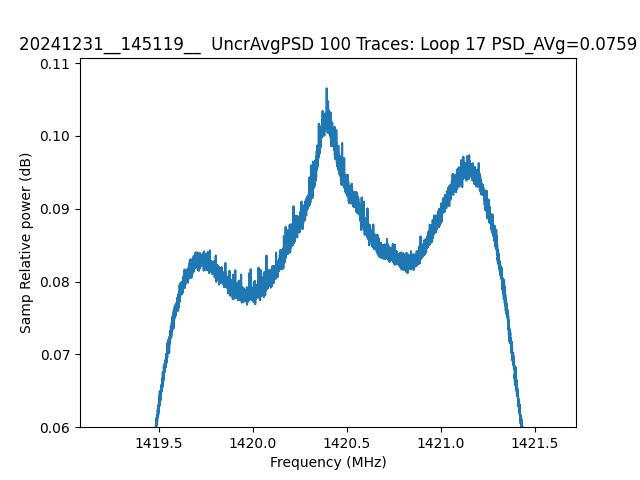 20241231__145119__  UncrAvgPSD 100 Traces: Loop 17 PSD_AVg=0.0759
0.11
0.10
0.09
0.08
0.07
0.06
Samp Relative power (dB)
1419.5 1420.0 1420.5 1421.0 1421.5
Frequency (MHz)